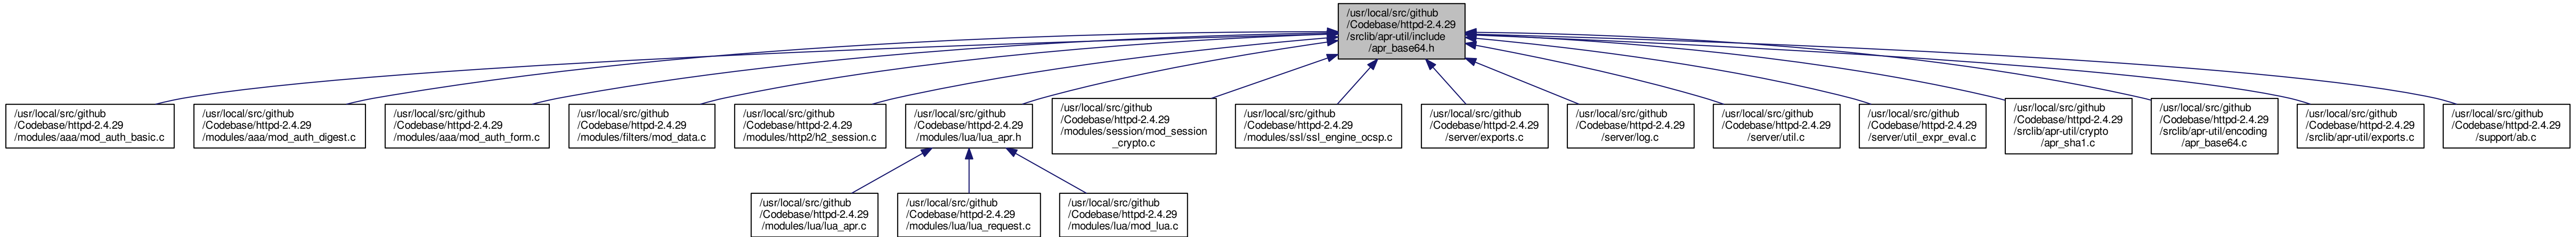 /usr/local/src/github
/Codebase/httpd-2.4.29
/srclib/apr-util/include
/apr_base64.h
/usr/local/src/github
/Codebase/httpd-2.4.29
/modules/aaa/mod_auth_basic.c
/usr/local/src/github
/Codebase/httpd-2.4.29
/modules/aaa/mod_auth_digest.c
/usr/local/src/github
/Codebase/httpd-2.4.29
/modules/aaa/mod_auth_form.c
/usr/local/src/github
/Codebase/httpd-2.4.29
/modules/filters/mod_data.c
/usr/local/src/github
/Codebase/httpd-2.4.29
/modules/http2/h2_session.c
/usr/local/src/github
/Codebase/httpd-2.4.29
/modules/lua/lua_apr.h
/usr/local/src/github
/Codebase/httpd-2.4.29
/modules/session/mod_session
_crypto.c
/usr/local/src/github
/Codebase/httpd-2.4.29
/modules/ssl/ssl_engine_ocsp.c
/usr/local/src/github
/Codebase/httpd-2.4.29
/server/exports.c
/usr/local/src/github
/Codebase/httpd-2.4.29
/server/log.c
/usr/local/src/github
/Codebase/httpd-2.4.29
/server/util.c
/usr/local/src/github
/Codebase/httpd-2.4.29
/server/util_expr_eval.c
/usr/local/src/github
/Codebase/httpd-2.4.29
/srclib/apr-util/crypto
/apr_sha1.c
/usr/local/src/github
/Codebase/httpd-2.4.29
/srclib/apr-util/encoding
/apr_base64.c
/usr/local/src/github
/Codebase/httpd-2.4.29
/srclib/apr-util/exports.c
/usr/local/src/github
/Codebase/httpd-2.4.29
/support/ab.c
/usr/local/src/github
/Codebase/httpd-2.4.29
/modules/lua/lua_apr.c
/usr/local/src/github
/Codebase/httpd-2.4.29
/modules/lua/lua_request.c
/usr/local/src/github
/Codebase/httpd-2.4.29
/modules/lua/mod_lua.c